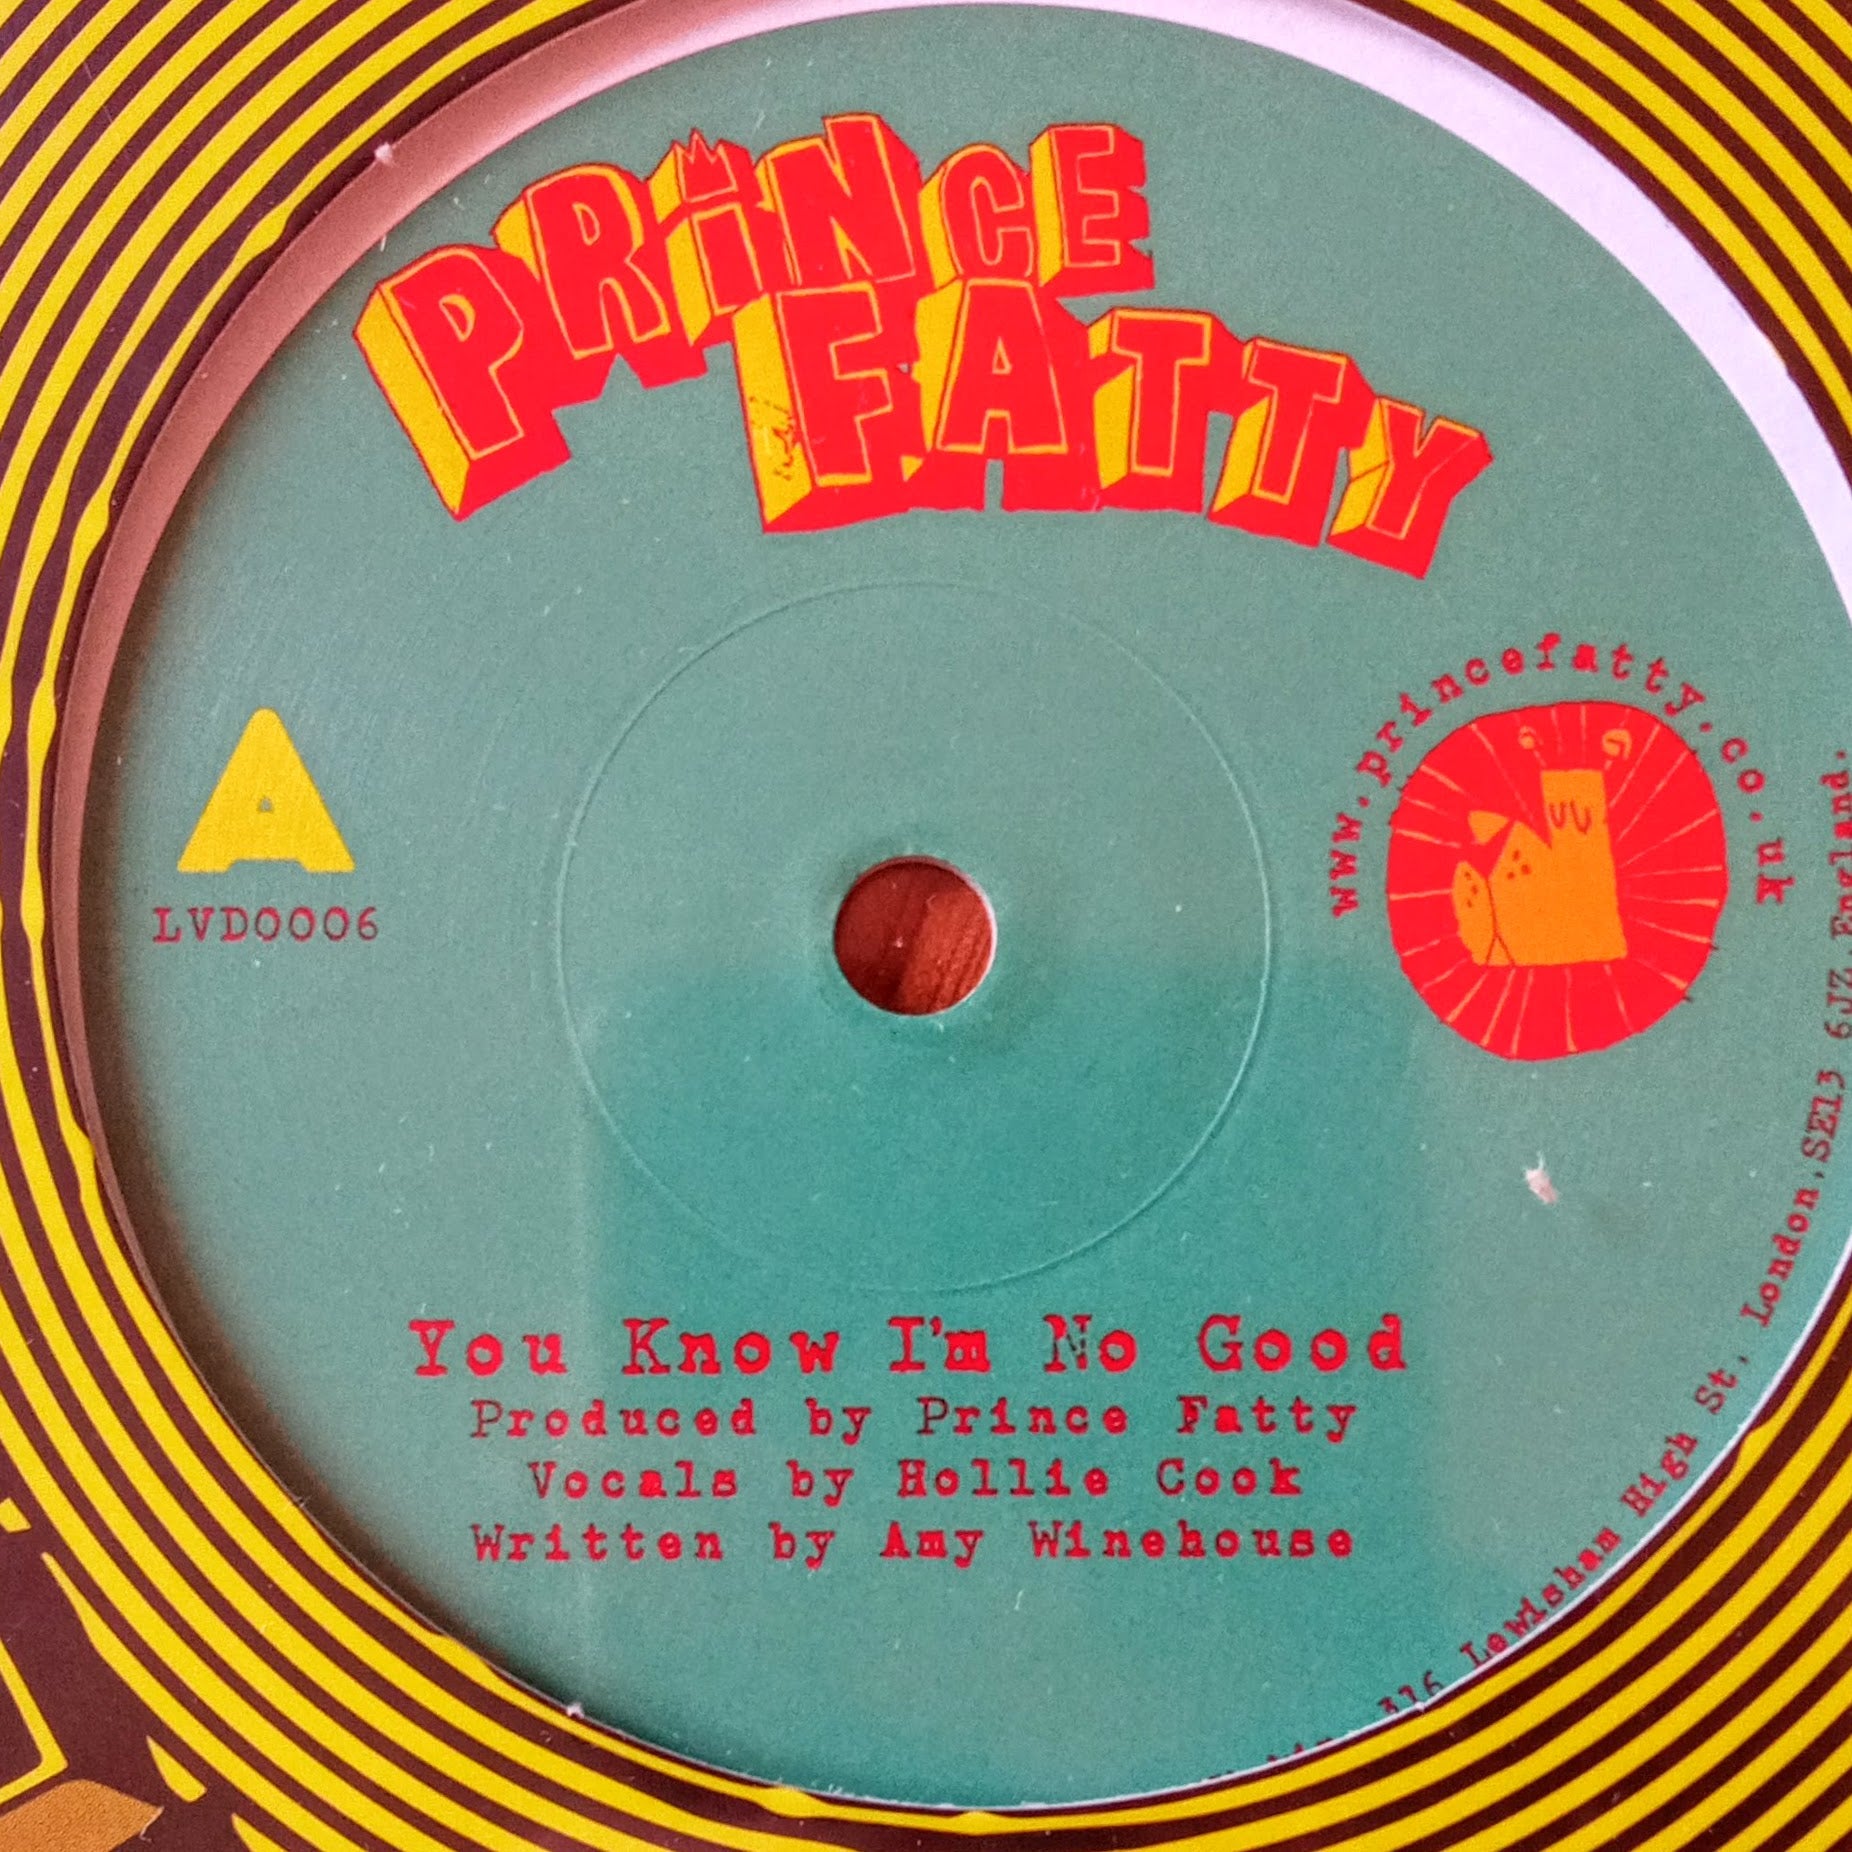 PRiNCE
FATTY
www.princefatty.co.uk
A
LVD0006
You Know I'm No Good
Produced by Prince Fatty
Vocals by Hollie Cook
Written by Amy Winehouse
316 Lewisham High St, London, SE13 6JZ, England.